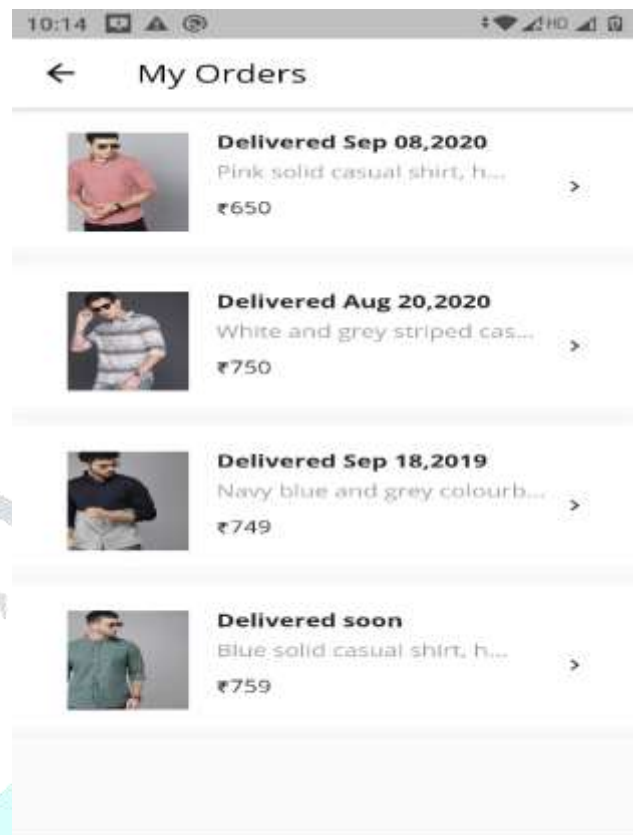 10:14 HD
My Orders
Delivered Sep 08,2020
Pink solid casual shirt, h...
₹650
Delivered Aug 20,2020
White and grey striped cas...
₹750
Delivered Sep 18,2019
Navy blue and grey colourb...
₹749
Delivered soon
Blue solid casual shirt, h...
₹759